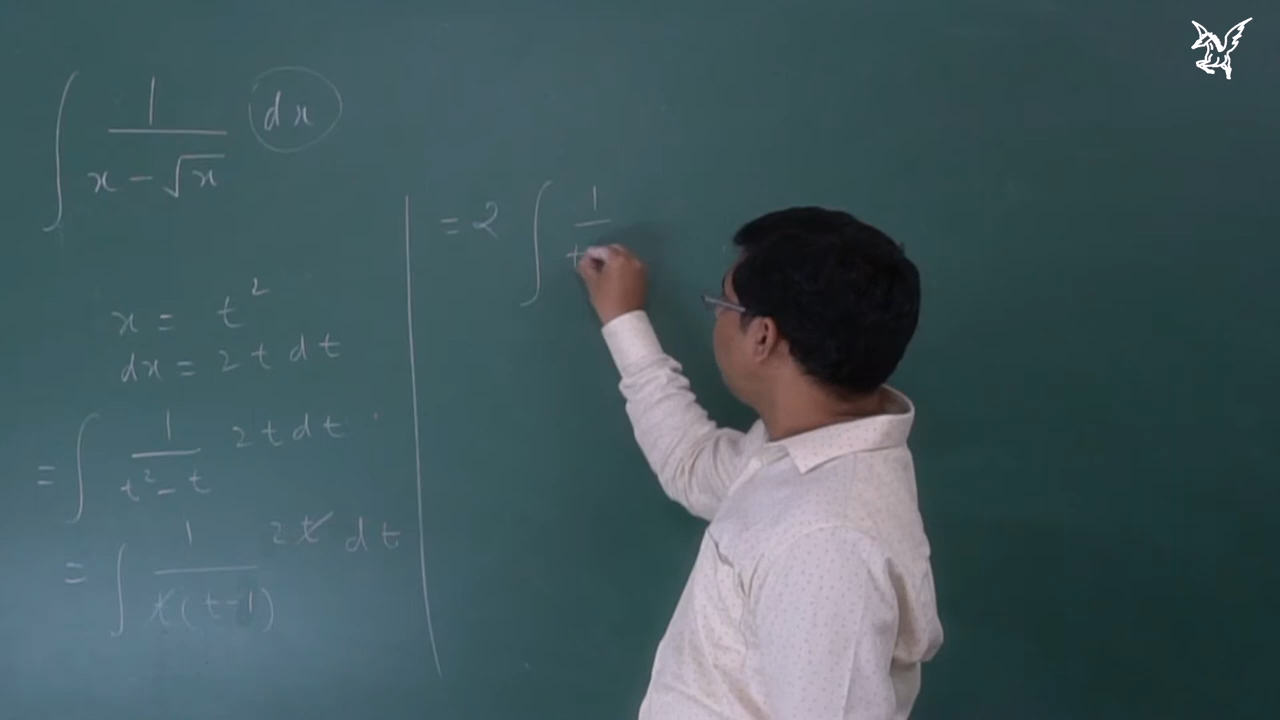 ∫ 1/(x - √x) dx
x = t²
dx = 2t dt
= ∫ 1/(t² - t) 2t dt
= ∫ 1/(t(t-1)) 2t dt
= 2 ∫ 1/t